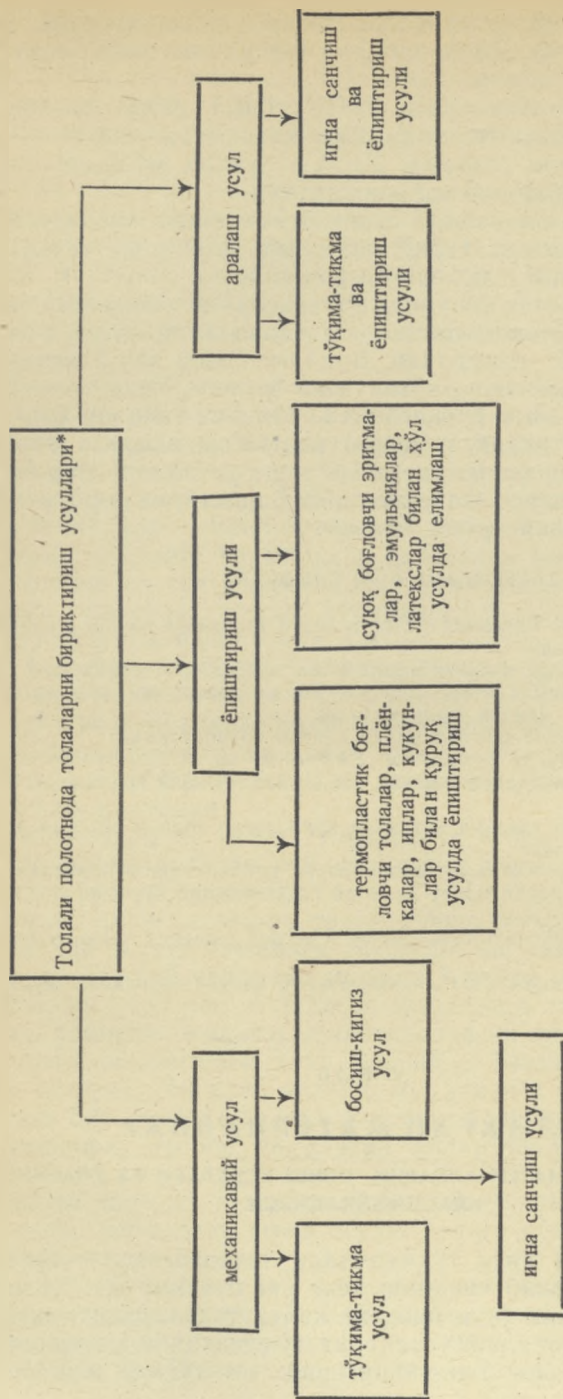 Толали полотнода толаларни бириқтириш усуллари*
механикавий усул
ёпиштириш усули
аралаш усул
тўқима-тикма
усул
босиш-кигиз
усул
игна санчиш усули
термопластик боғ-
ловчи толалар, плён-
калар, иплар, кукун-
лар билан қуруқ
усулда ёпиштириш
суюқ боғловчи эритма-
лар, эмульсиялар,
латекслар билан ҳўл
усулда елимлаш
тўқима-тикма
ва
ёпиштириш
усули
игна санчиш
ва
ёпиштириш
усули